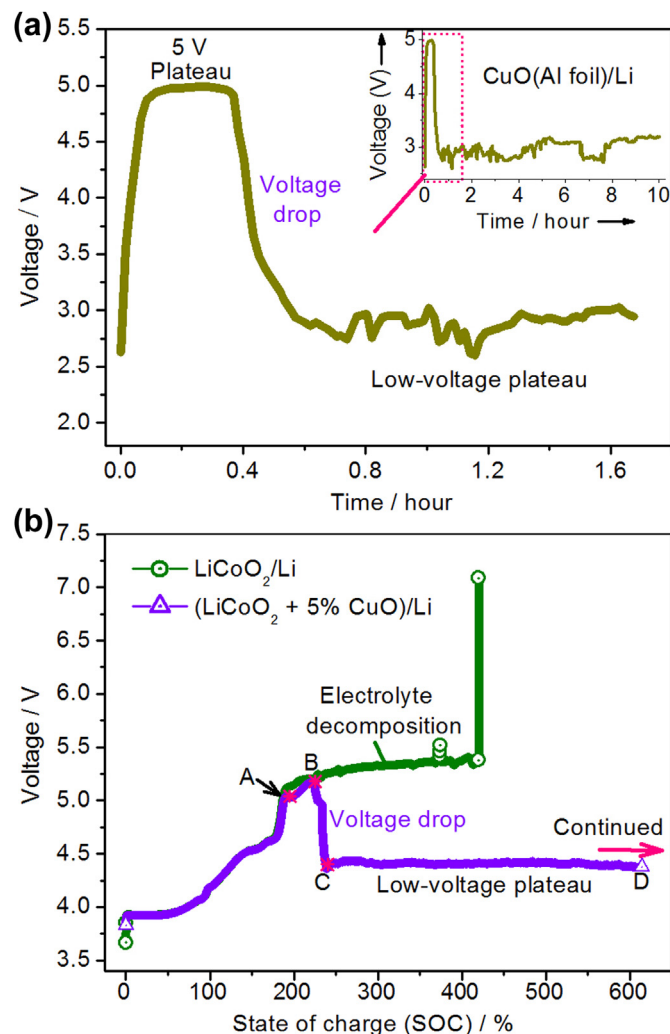 (a)
5.5
5.0
4.5
4.0
3.5
3.0
2.5
2.0
Voltage / V
5 V
Plateau
Voltage
drop
Low-voltage plateau
0.0 0.4 0.8 1.2 1.6
Time / hour
5
4
3
Voltage (V)
CuO(Al foil)/Li
0 2 4 6 8 10
Time / hour
(b)
7.5
7.0
6.5
6.0
5.5
5.0
4.5
4.0
3.5
Voltage / V
LiCoO₂/Li
(LiCoO₂ + 5% CuO)/Li
Electrolyte
decomposition
A
B
Voltage drop
Continued
C
Low-voltage plateau
D
0 100 200 300 400 500 600
State of charge (SOC) / %